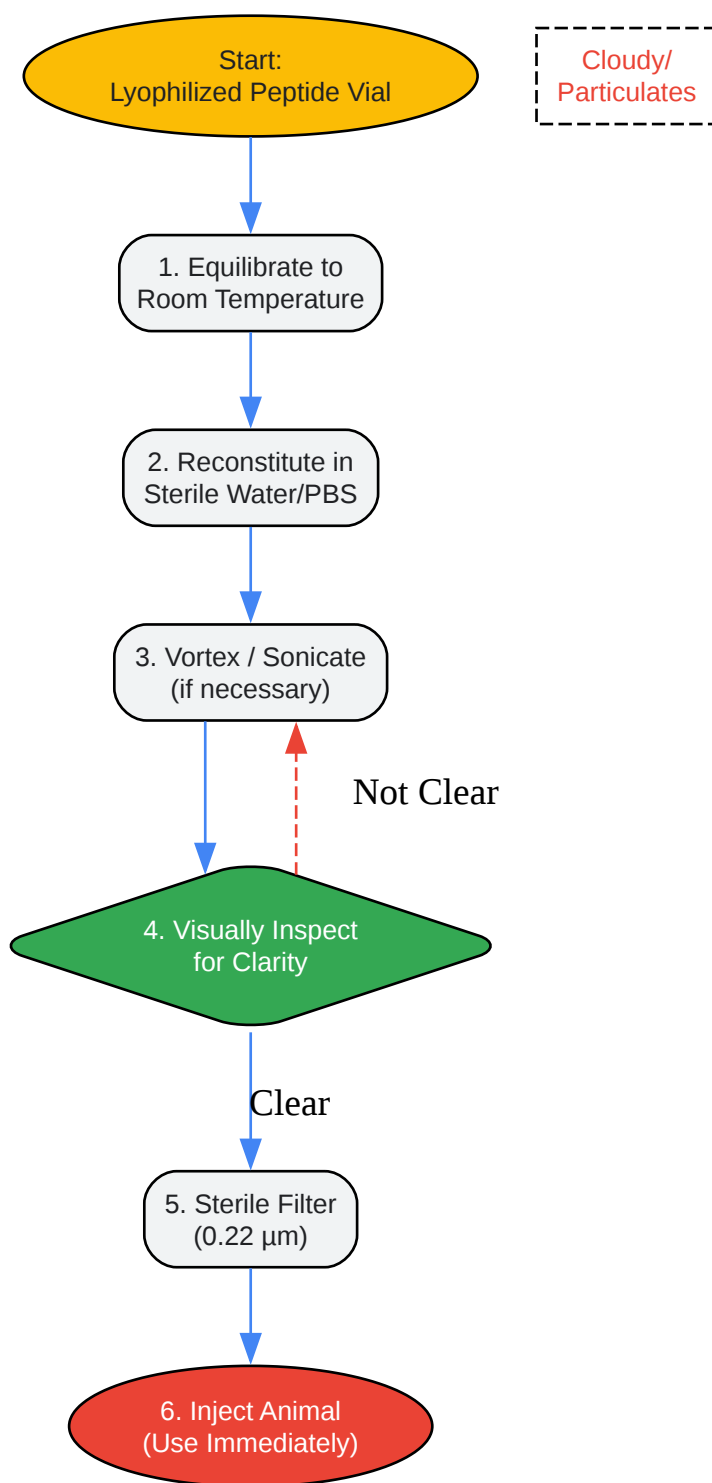 Start:
Lyophilized Peptide Vial
Cloudy/
Particulates
1. Equilibrate to
Room Temperature
2. Reconstitute in
Sterile Water/PBS
3. Vortex / Sonicate
(if necessary)
Not Clear
4. Visually Inspect
for Clarity
Clear
5. Sterile Filter
(0.22 µm)
6. Inject Animal
(Use Immediately)